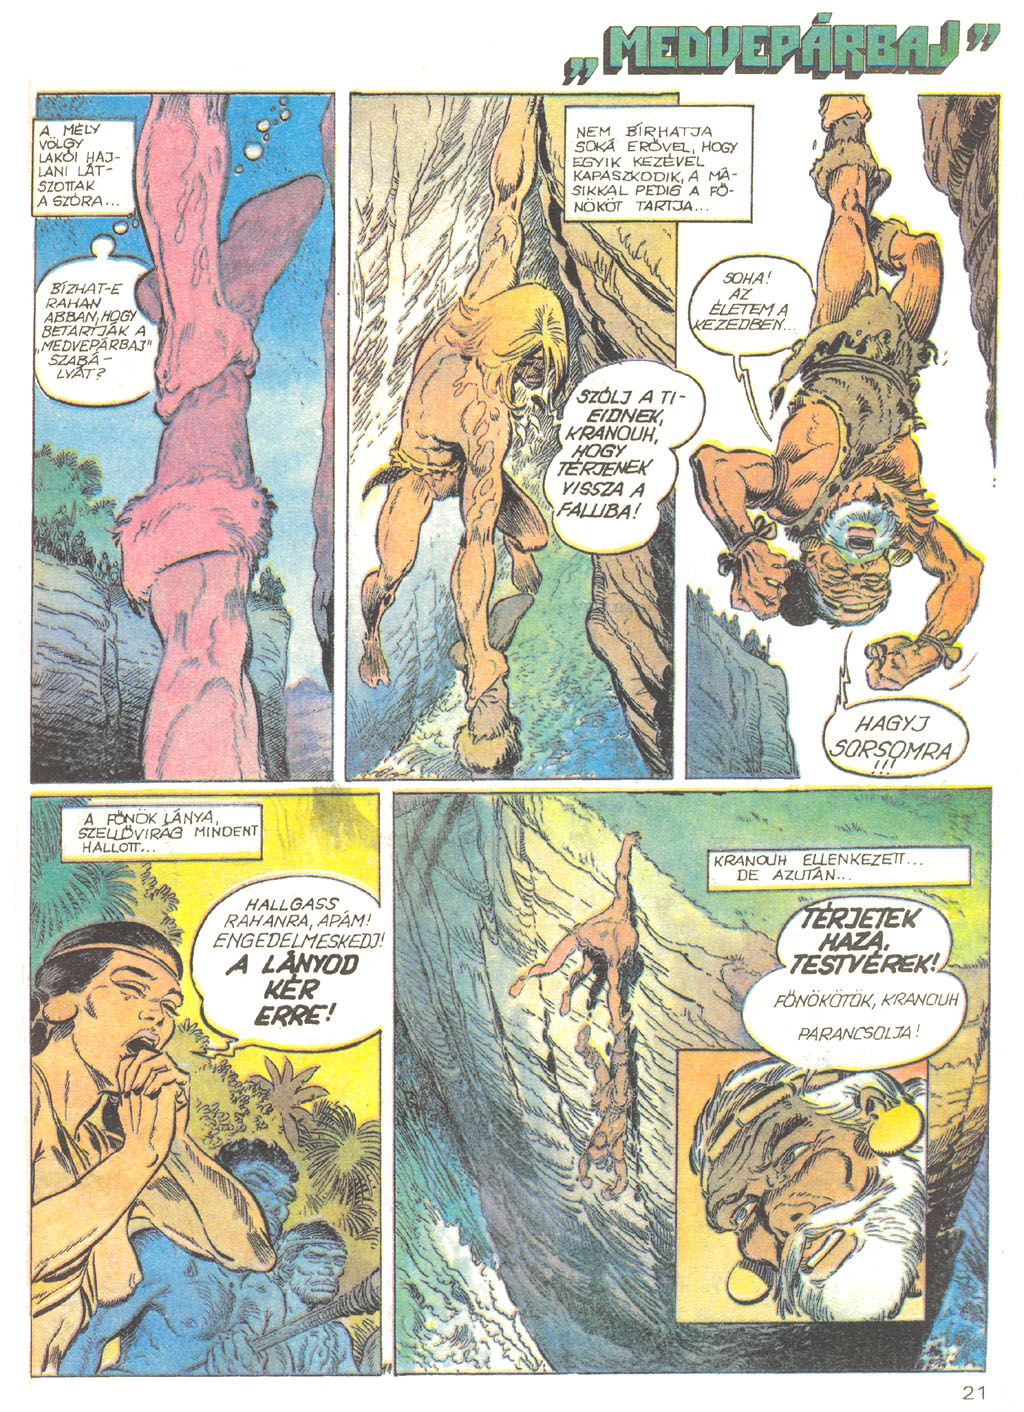 „MEDVEPÁRBAJ”
A MÉLY
VÖLGY
LAKÓI HAJ-
LANI LÁT-
SZOTTAK
A SZÓRA...
BÍZHAT-E
RAHAN
ABBAN, HOGY
BETARTJÁK A
„MEDVEPÁRBAJ”
SZABÁ-
LYÁT?
NEM BÍRHATJA
SOKÁ ERŐVEL, HOGY
EGYIK KEZÉVEL
KAPASZKODIK, A MÁ-
SIKKAL PEDIG A FŐ-
NÖKÖT TARTJA...
SZÓLJ A TI-
EIDNEK,
KRANOUH,
HOGY
TÉRJENEK
VISSZA A
FALUBA!
SOHA!
AZ
ÉLETEM A
KEZEDBEN...
HAGYJ
SORSOMRA
!!!
A FŐNÖK LÁNYA,
SZELLŐVIRÁG MINDENT
HALLOTT...
HALLGASS
RAHANRA, APÁM!
ENGEDELMESKEDJ!
A LÁNYOD
KÉR
ERRE!
KRANOUH ELLENKEZETT...
DE AZUTÁN...
TÉRJETEK
HAZA,
TESTVÉREK!
FŐNÖKÖTÖK, KRANOUH
PARANCSOLJA!
21